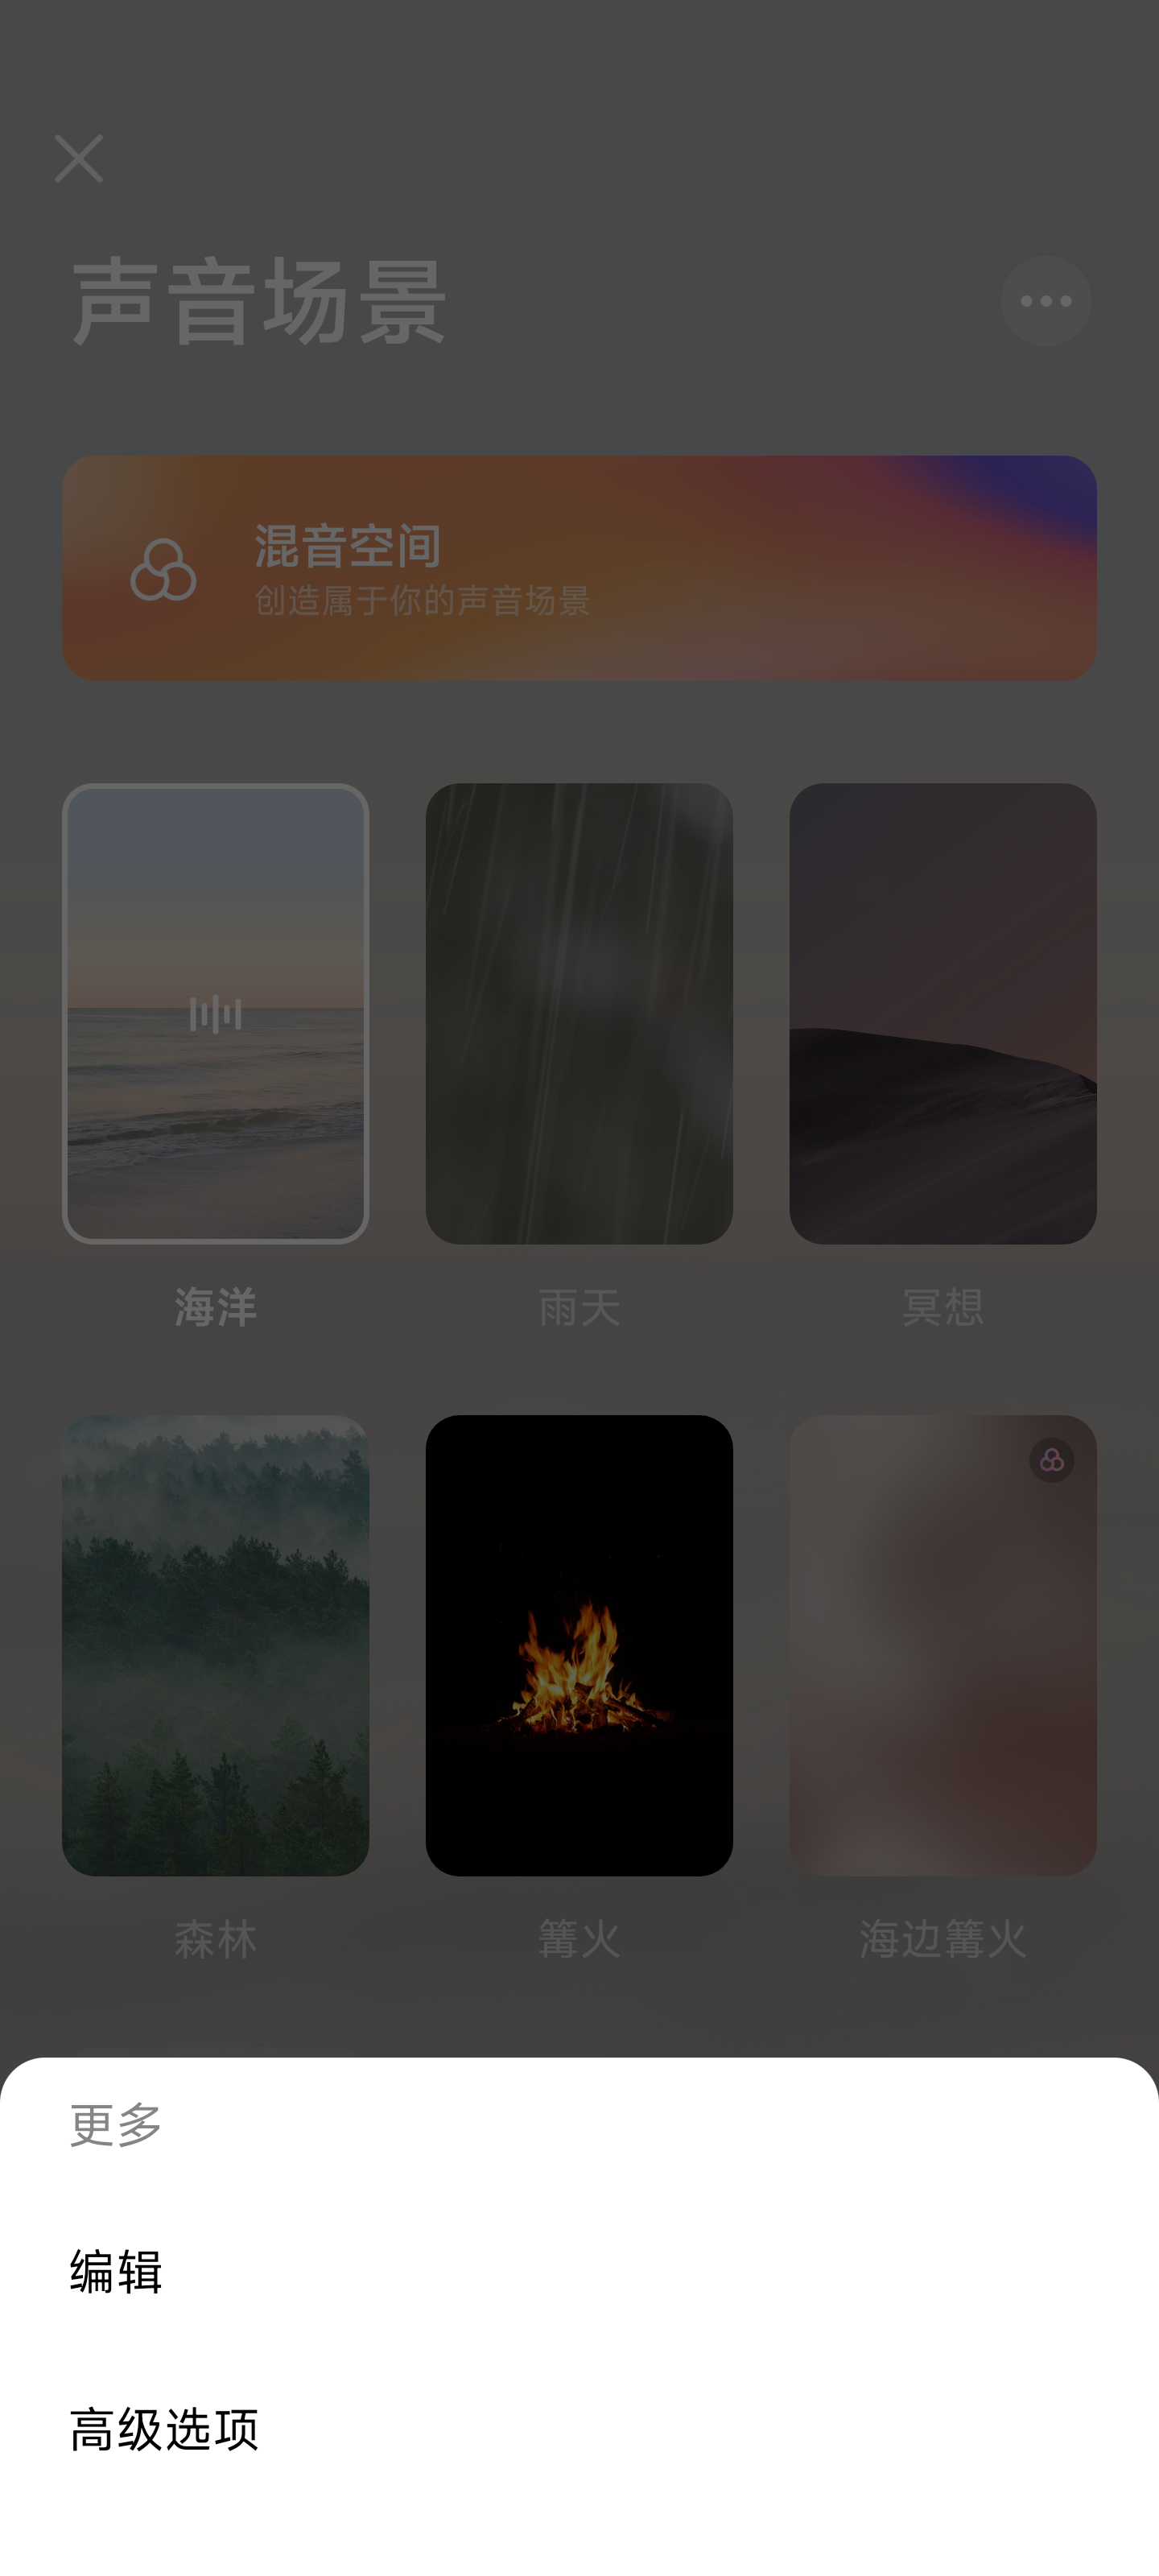 声音场景
混音空间
创造属于你的声音场景
海洋
雨天
冥想
森林
篝火
海边篝火
更多
编辑
高级选项